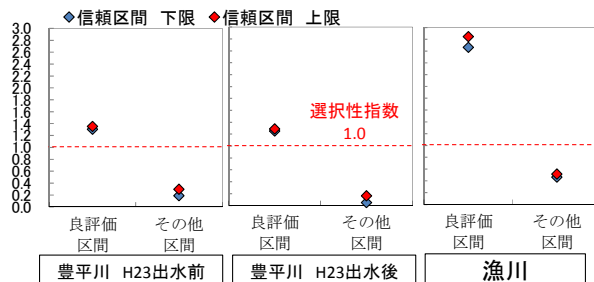 ◆信頼区間 下限 ◆信頼区間 上限
3.0
2.8
2.6
2.4
2.2
2.0
1.8
1.6
1.4
1.2
1.0
0.8
0.6
0.4
0.2
0.0
選択性指数
1.0
良評価
区間
その他
区間
良評価
区間
その他
区間
良評価
区間
その他
区間
豊平川 H23出水前
豊平川 H23出水後
漁川